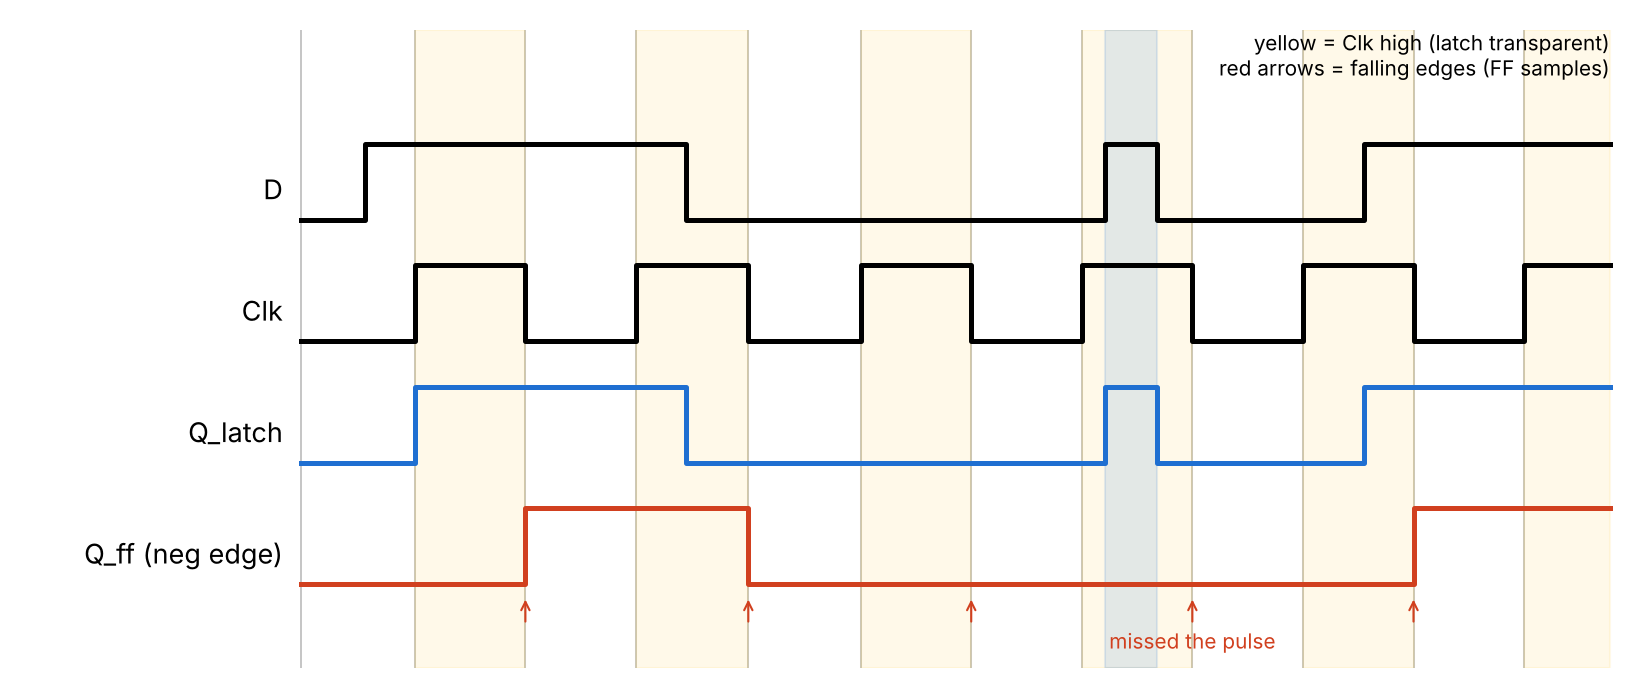 yellow = Clk high (latch transparent)
red arrows = falling edges (FF samples)
D
Clk
Q_latch
Q_ff (neg edge)
missed the pulse